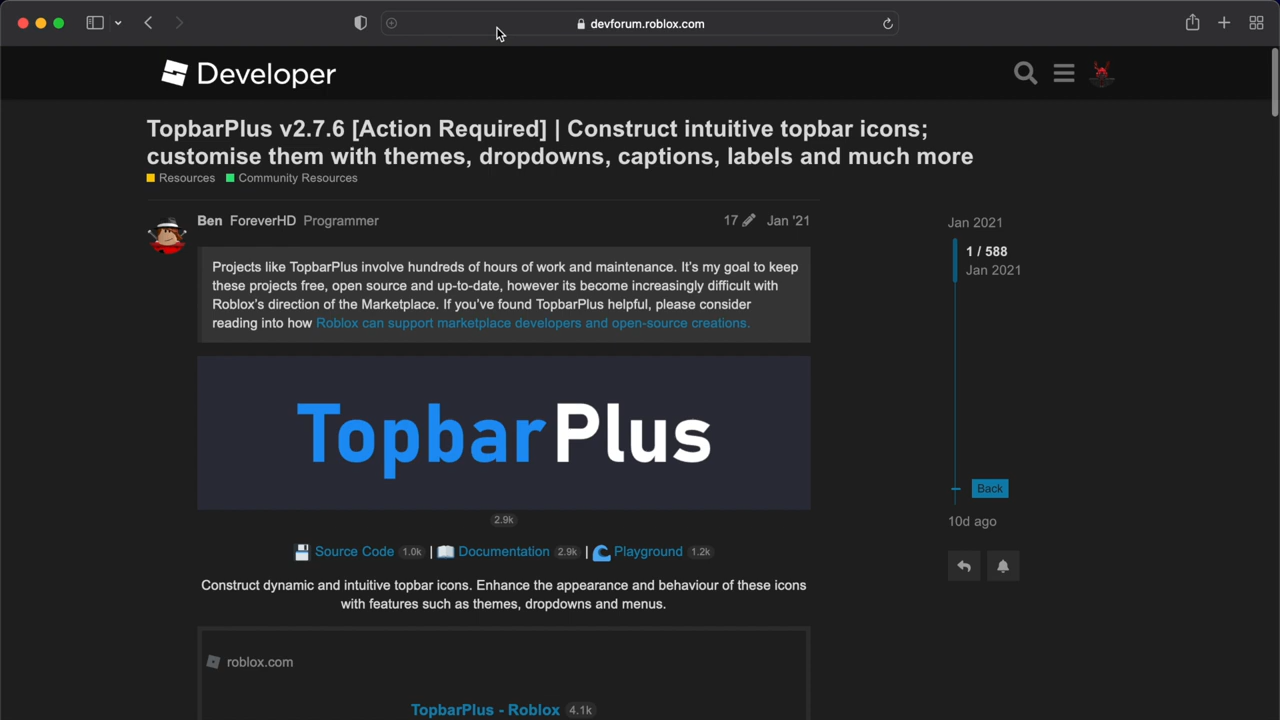 devforum.roblox.com
Developer
TopbarPlus v2.7.6 [Action Required] | Construct intuitive topbar icons;
customise them with themes, dropdowns, captions, labels and much more
Resources Community Resources
Ben ForeverHD Programmer 17 Jan '21
Projects like TopbarPlus involve hundreds of hours of work and maintenance. It's my goal to keep
these projects free, open source and up-to-date, however its become increasingly difficult with
Roblox's direction of the Marketplace. If you've found TopbarPlus helpful, please consider
reading into how Roblox can support marketplace developers and open-source creations.
TopbarPlus
2.9k
Source Code 1.0k | Documentation 2.9k | Playground 1.2k
Construct dynamic and intuitive topbar icons. Enhance the appearance and behaviour of these icons
with features such as themes, dropdowns and menus.
roblox.com
TopbarPlus - Roblox 4.1k
Jan 2021
1 / 588
Jan 2021
Back
10d ago